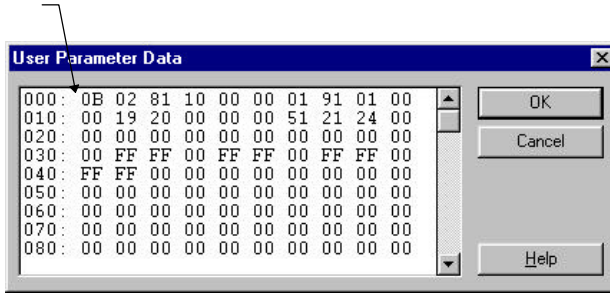 User Parameter Data
000: 0B 02 81 10 00 00 01 91 01 00
010: 00 19 20 00 00 00 51 21 24 00
020: 00 00 00 00 00 00 00 00 00 00
030: 00 FF FF 00 FF FF 00 FF FF 00
040: FF FF 00 00 00 00 00 00 00 00
050: 00 00 00 00 00 00 00 00 00 00
060: 00 00 00 00 00 00 00 00 00 00
070: 00 00 00 00 00 00 00 00 00 00
080: 00 00 00 00 00 00 00 00 00 00
OK
Cancel
Help